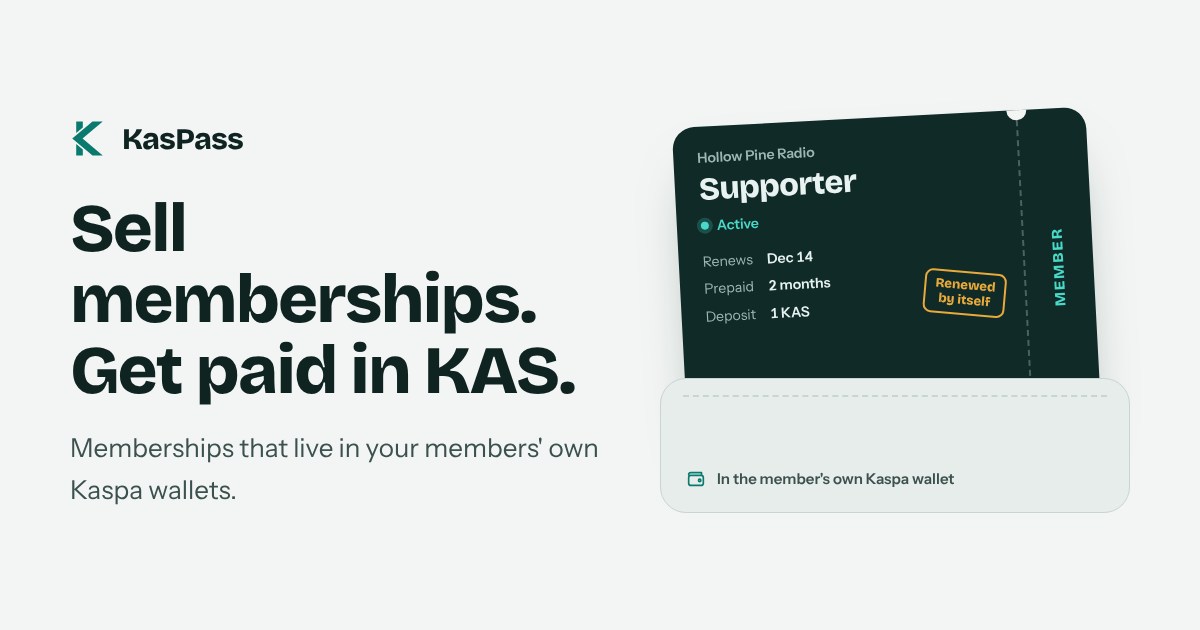 KasPass
Sell
memberships.
Get paid in KAS.
Memberships that live in your members' own
Kaspa wallets.
Hollow Pine Radio
Supporter
Active
Renews Dec 14
Prepaid 2 months
Deposit 1 KAS
Renewed
by itself
MEMBER
In the member's own Kaspa wallet